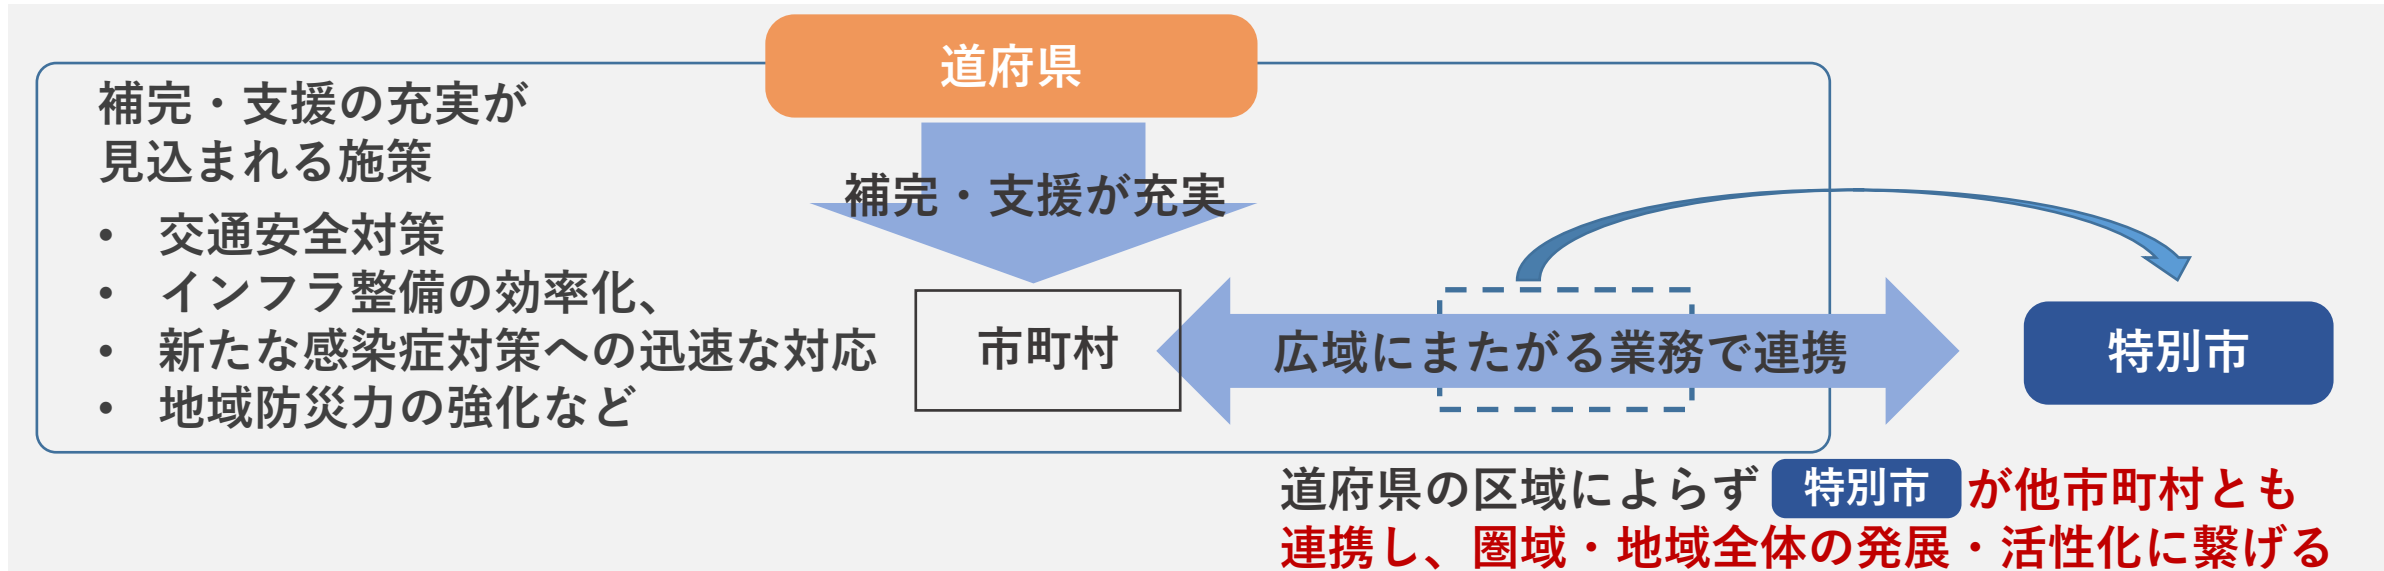 道府県
補完・支援の充実が
見込まれる施策
• 交通安全対策
• インフラ整備の効率化、
• 新たな感染症対策への迅速な対応
• 地域防災力の強化など
補完・支援が充実
市町村
広域にまたがる業務で連携
特別市
道府県の区域によらず 特別市 が他市町村とも
連携し、圏域・地域全体の発展・活性化に繋げる